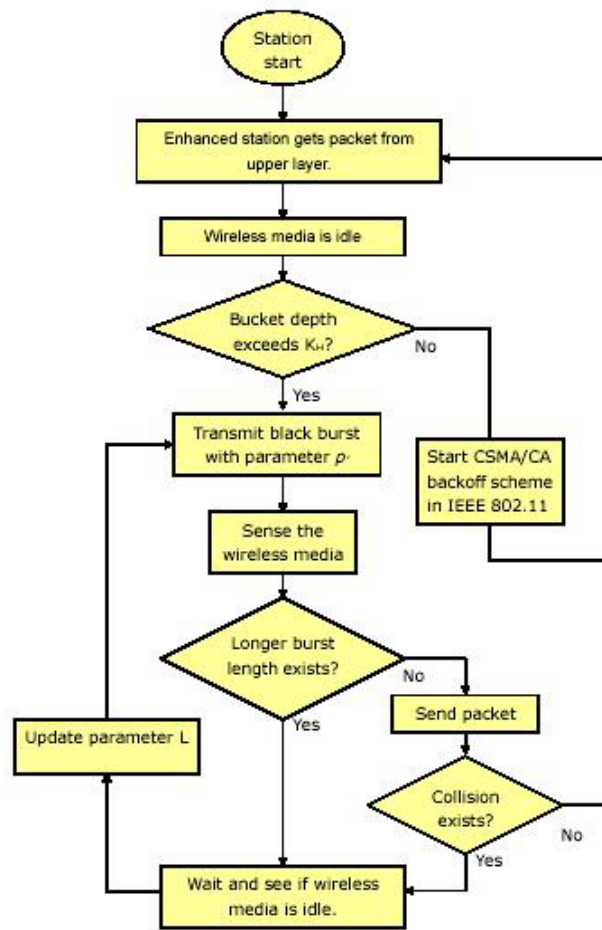 Station
start
Enhanced station gets packet from
upper layer.
Wireless media is idle
Bucket depth
exceeds KH?
No
Yes
Transmit black burst
with parameter p
Start CSMA/CA
backoff scheme
in IEEE 802.11
Sense the
wireless media
Longer burst
length exists?
No
Yes
Send packet
Update parameter L
Collision
exists?
No
Yes
Wait and see if wireless
media is idle.